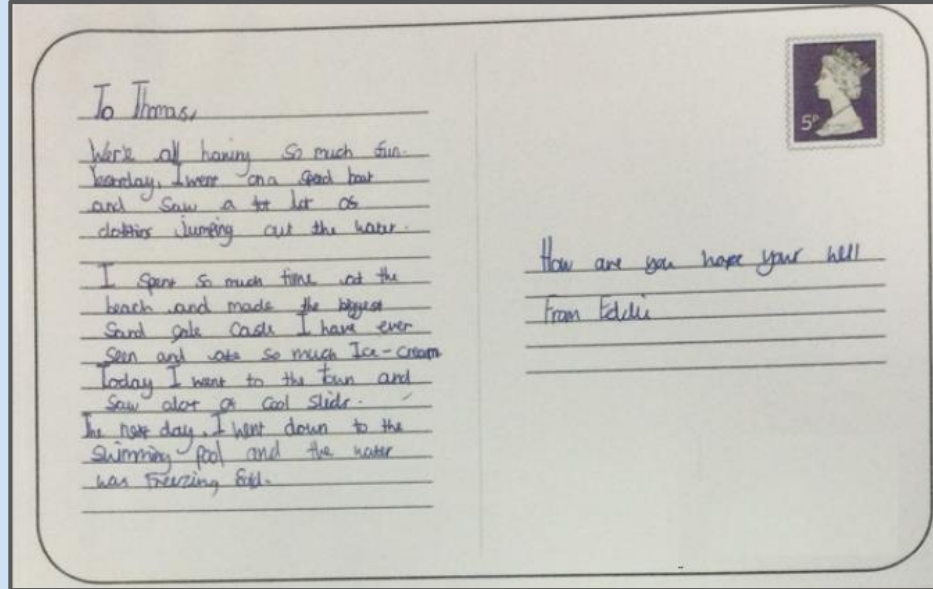 To Thomas,
We're all having so much fun.
I went on a speed boat
and saw a lot of
jumping out the water.
I spent so much time at the
beach and made the biggest
sand castle I have ever
seen and ate so much Ice-cream
Today I went to the town and
saw alot of cool
The next day, I went down to the
swimming pool and the water
was freezing
5P
How are you hope your well
From Eddie